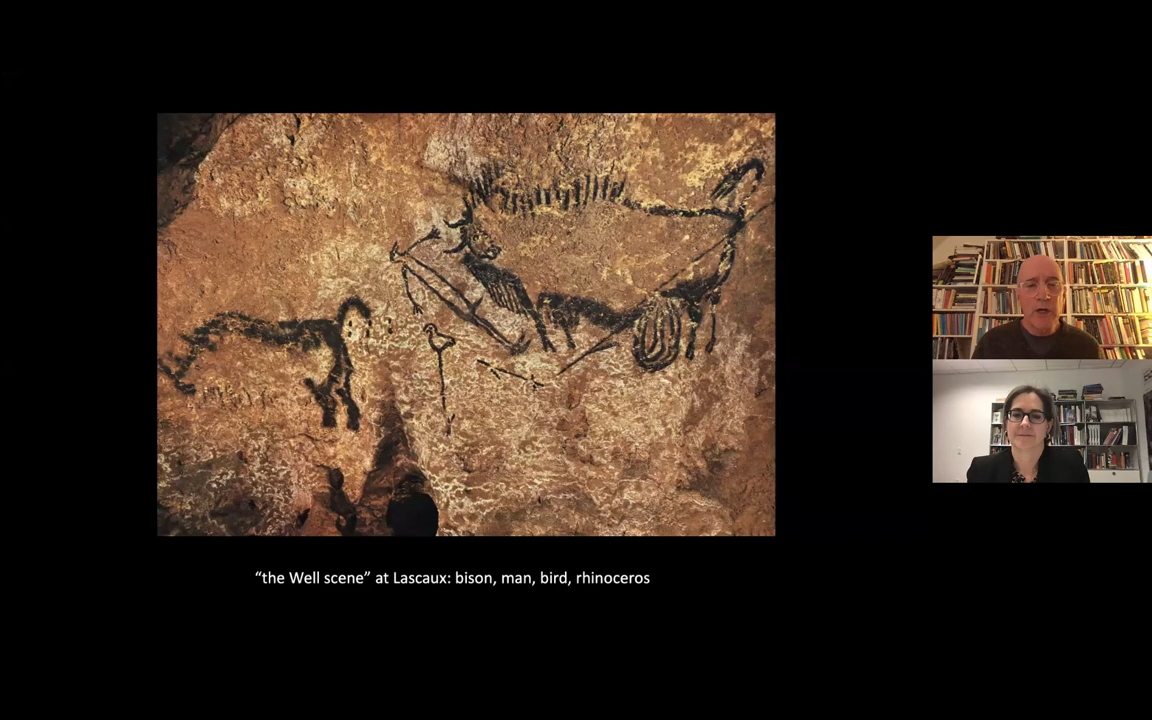 “the Well scene” at Lascaux: bison, man, bird, rhinoceros